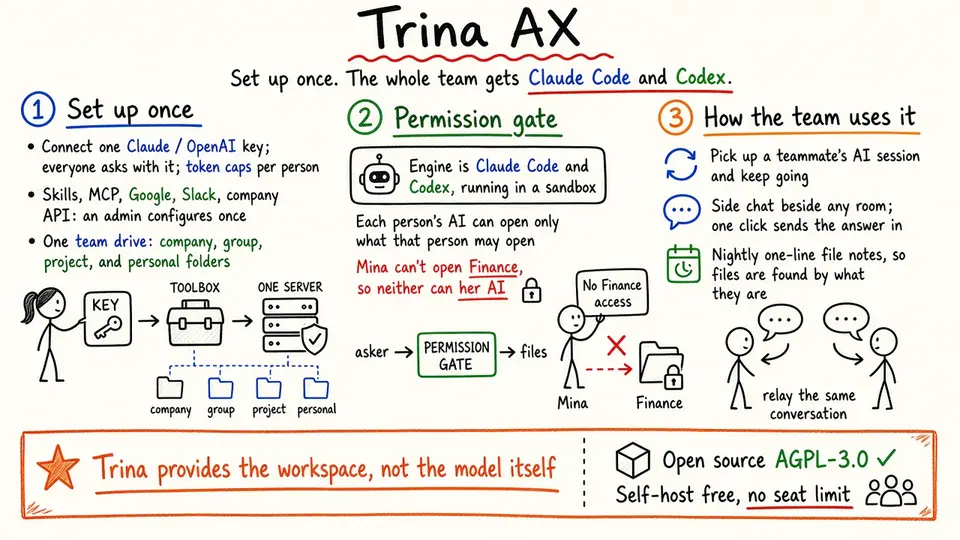 Trina AX
Set up once. The whole team gets Claude Code and Codex.
1 Set up once
• Connect one Claude / OpenAI key;
everyone asks with it; token caps per person
• Skills, MCP, Google, Slack, company
API: an admin configures once
• One team drive: company, group,
project, and personal folders
KEY
TOOLBOX
ONE SERVER
company
group
project
personal
2 Permission gate
Engine is Claude Code and
Codex, running in a sandbox
Each person's AI can open only
what that person may open
Mina can't open Finance,
so neither can her AI
No Finance
access
asker
PERMISSION
GATE
files
Mina
Finance
3 How the team uses it
Pick up a teammate's AI session
and keep going
Side chat beside any room;
one click sends the answer in
Nightly one-line file notes, so
files are found by what
they are
relay the same
conversation
Trina provides the workspace, not the model itself
Open source AGPL-3.0 ✓
Self-host free, no seat limit